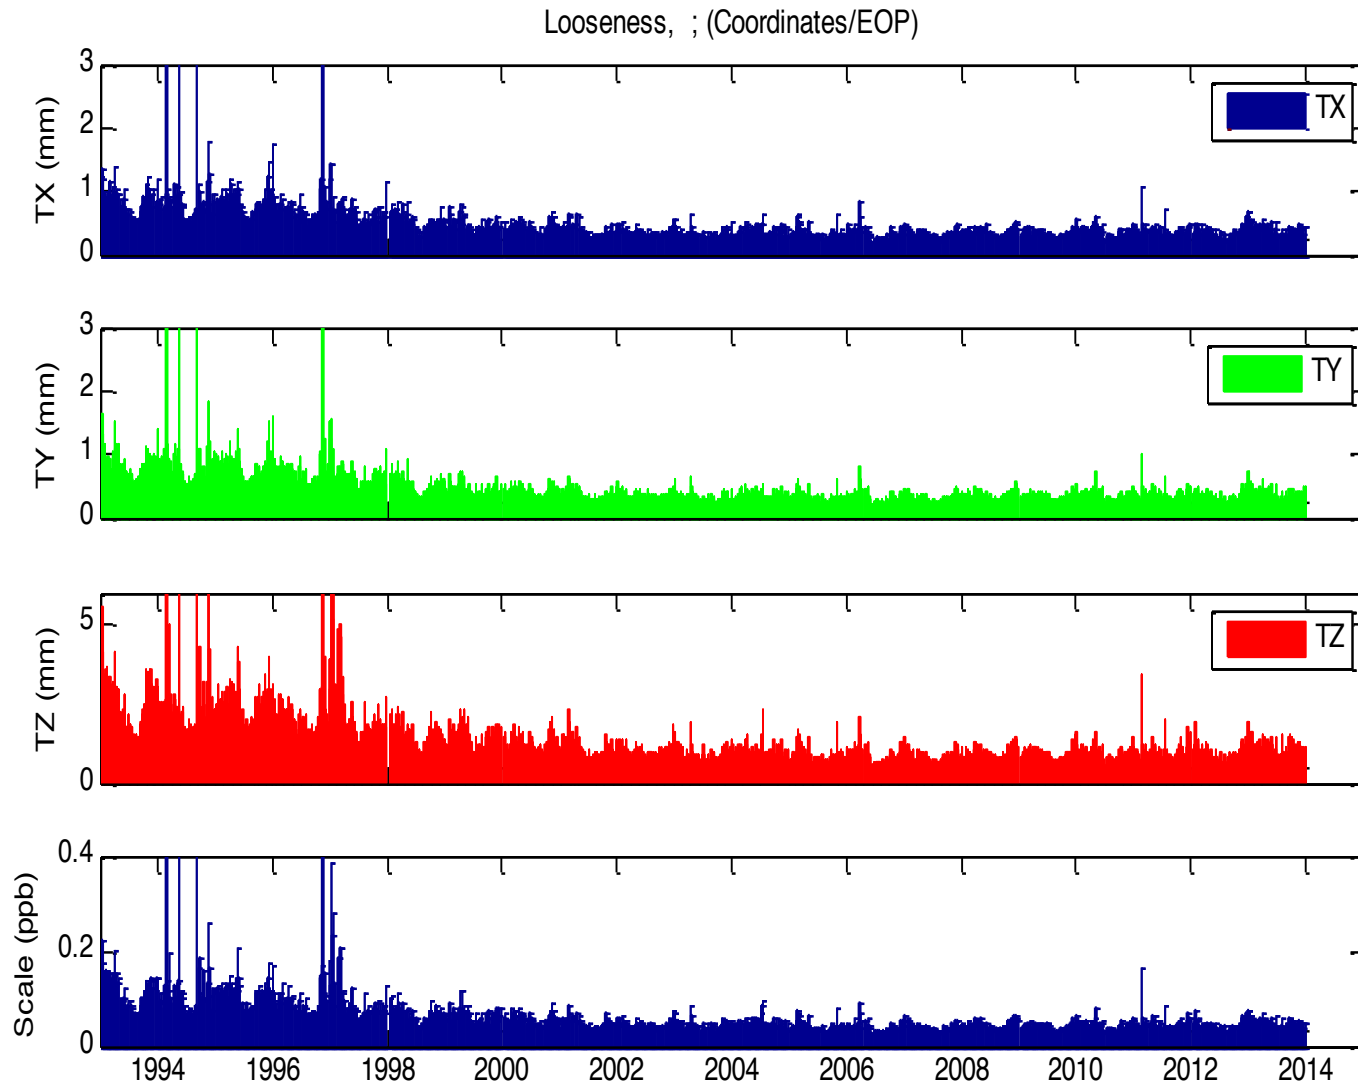 Looseness, ; (Coordinates/EOP)
3
2
1
0
TX (mm)
TX
3
2
1
0
TY (mm)
TY
5
0
TZ (mm)
TZ
0.4
0.2
0
Scale (ppb)
1994 1996 1998 2000 2002 2004 2006 2008 2010 2012 2014